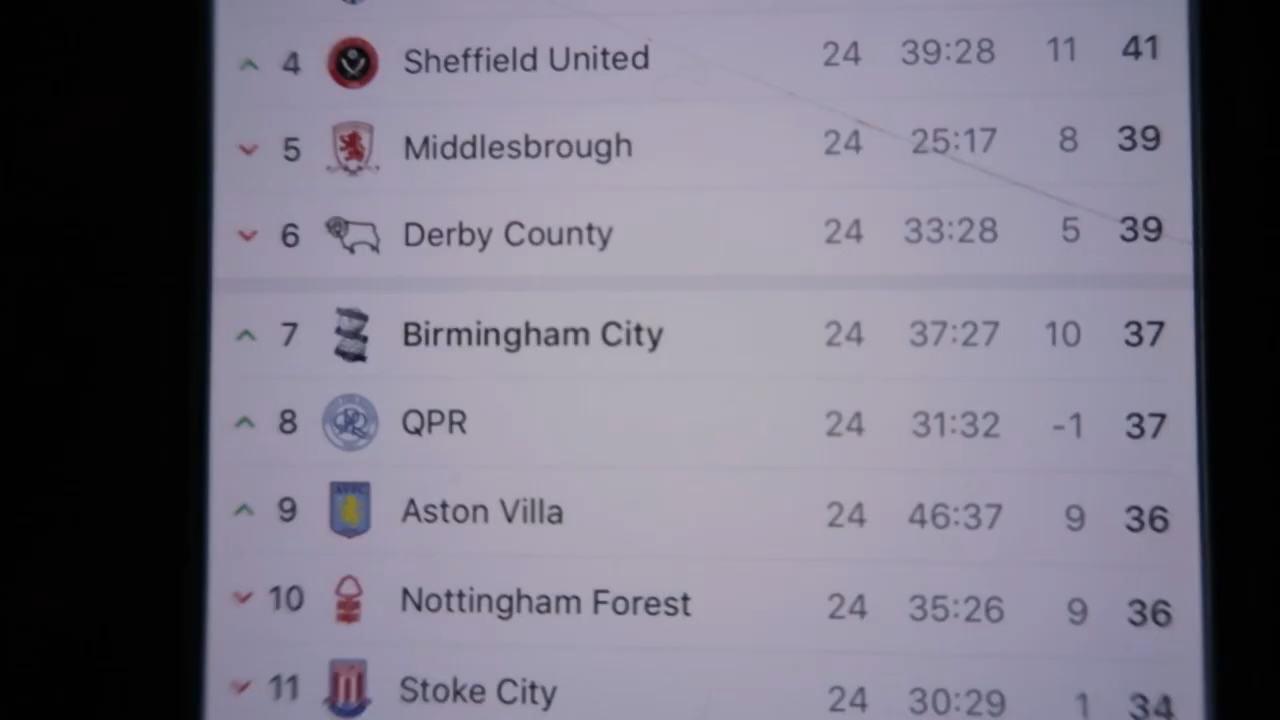 4 Sheffield United 24 39:28 11 41
5 Middlesbrough 24 25:17 8 39
6 Derby County 24 33:28 5 39
7 Birmingham City 24 37:27 10 37
8 QPR 24 31:32 -1 37
9 Aston Villa 24 46:37 9 36
10 Nottingham Forest 24 35:26 9 36
11 Stoke City 24 30:29 1 34